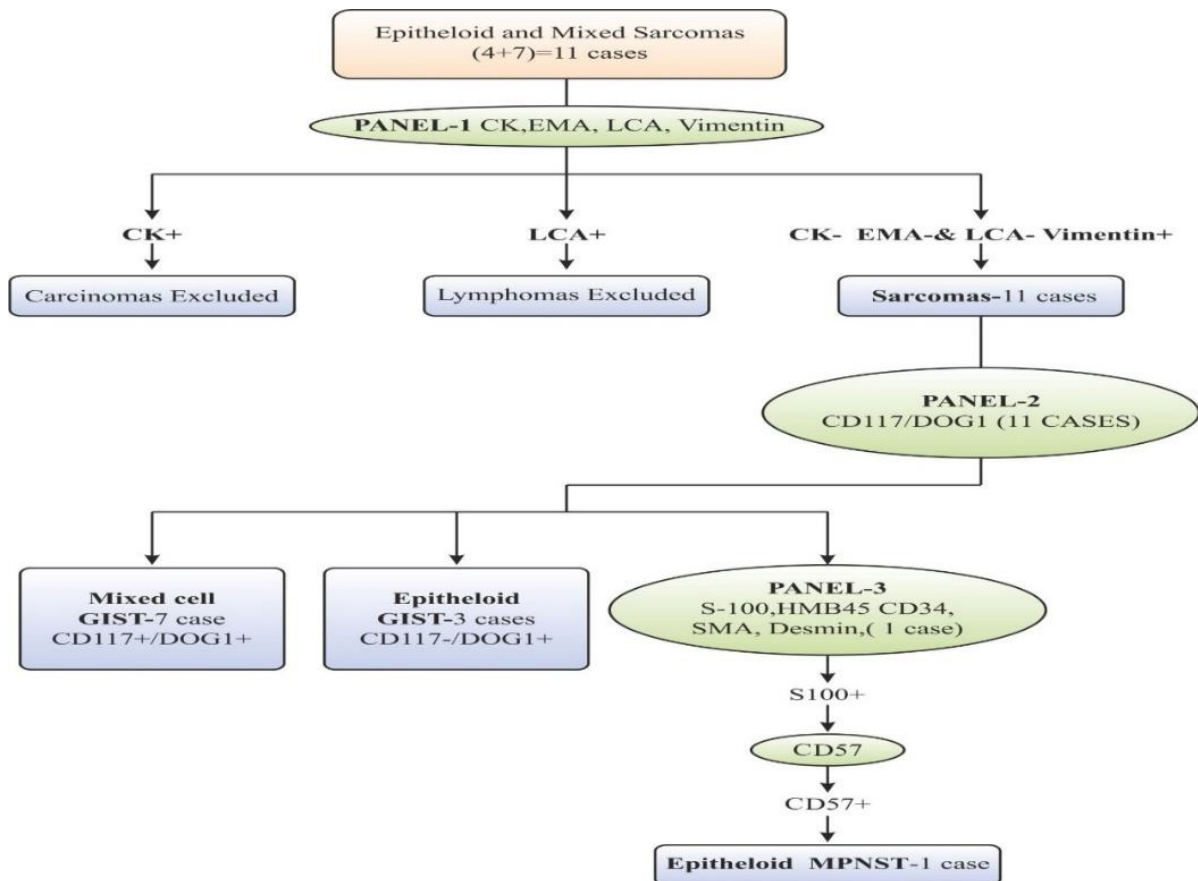 Epitheloid and Mixed Sarcomas
(4+7)=11 cases
PANEL-1 CK,EMA, LCA, Vimentin
CK+
LCA+
CK- EMA-& LCA- Vimentin+
Carcinomas Excluded
Lymphomas Excluded
Sarcomas-11 cases
PANEL-2
CD117/DOG1 (11 CASES)
Mixed cell
GIST-7 case
CD117+/DOG1+
Epitheloid
GIST-3 cases
CD117-/DOG1+
PANEL-3
S-100,HMB45 CD34,
SMA, Desmin,( 1 case)
S100+
CD57
CD57+
Epitheloid MPNST-1 case